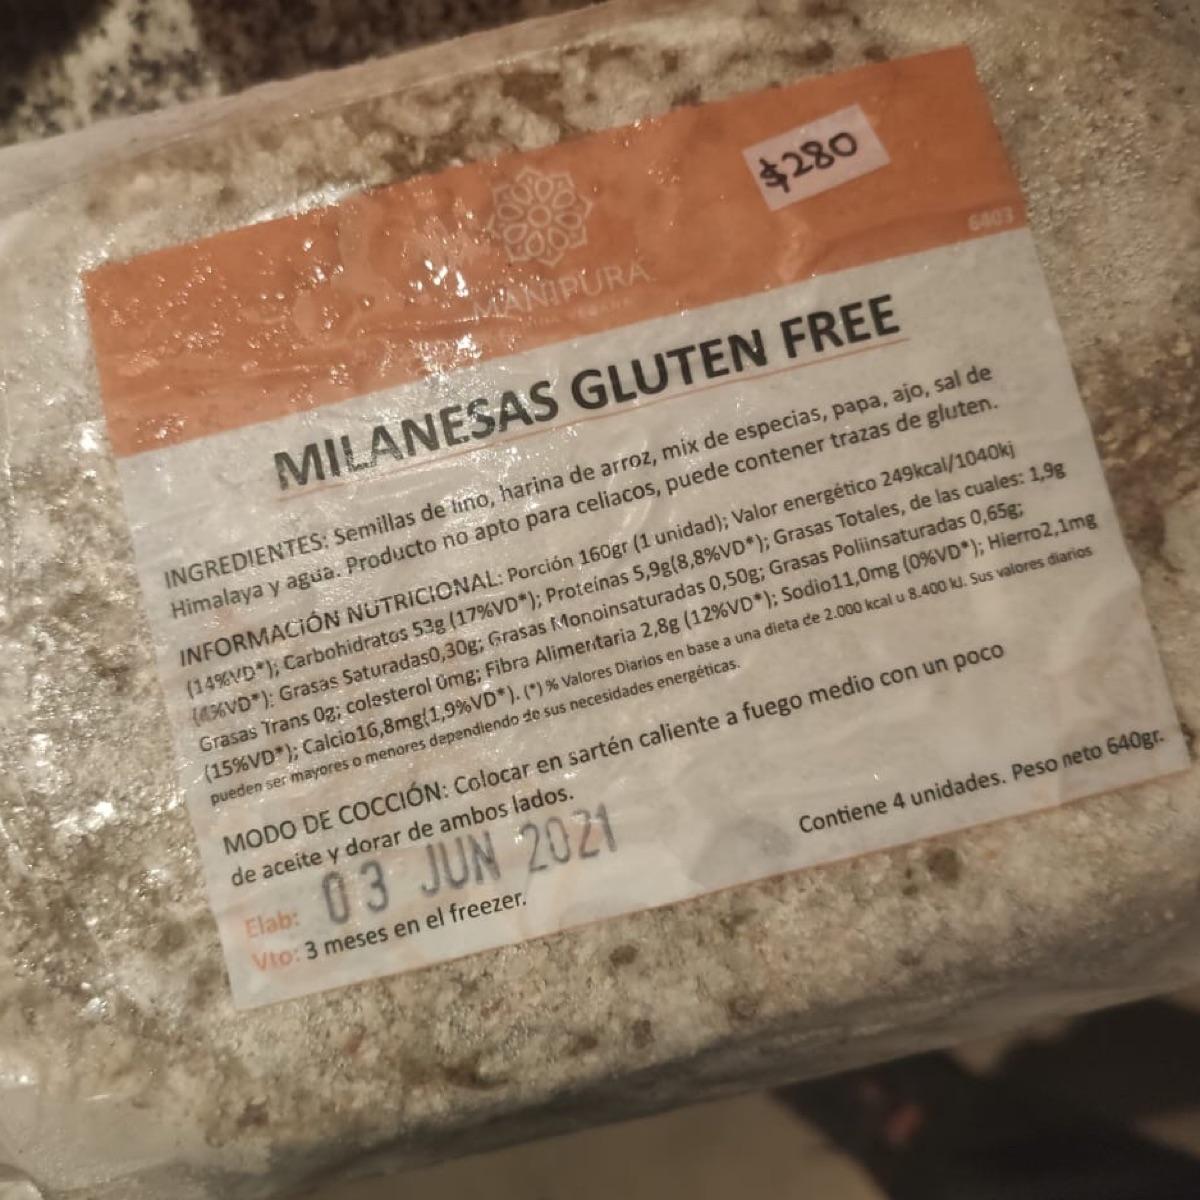 $280
6403
MANIPURA
MILANESAS GLUTEN FREE
INGREDIENTES: Semillas de lino, harina de arroz, mix de especias, papa, ajo, sal de
Himalaya y agua. Producto no apto para celiacos, puede contener trazas de gluten.
INFORMACIÓN NUTRICIONAL: Porción 160gr (1 unidad); Valor energético 249kcal/1040kj
(14%VD*); Carbohidratos 53g (17%VD*); Proteínas 5,9g(8,8%VD*); Grasas Totales, de las cuales: 1,9g
(4%VD*): Grasas Saturadas0,30g; Grasas Monoinsaturadas 0,50g; Grasas Poliinsaturadas 0,65g;
Grasas Trans 0g; colesterol 0mg; Fibra Alimentaria 2,8g (12%VD*); Sodio11,0mg (0%VD*); Hierro2,1mg
(15%VD*); Calcio16,8mg(1,9%VD*). (*) % Valores Diarios en base a una dieta de 2.000 kcal u 8.400 kJ. Sus valores diarios
pueden ser mayores o menores dependiendo de sus necesidades energéticas.
MODO DE COCCIÓN: Colocar en sartén caliente a fuego medio con un poco
de aceite y dorar de ambos lados.
Contiene 4 unidades. Peso neto 640gr.
Elab: 03 JUN 2021
Vto: 3 meses en el freezer.